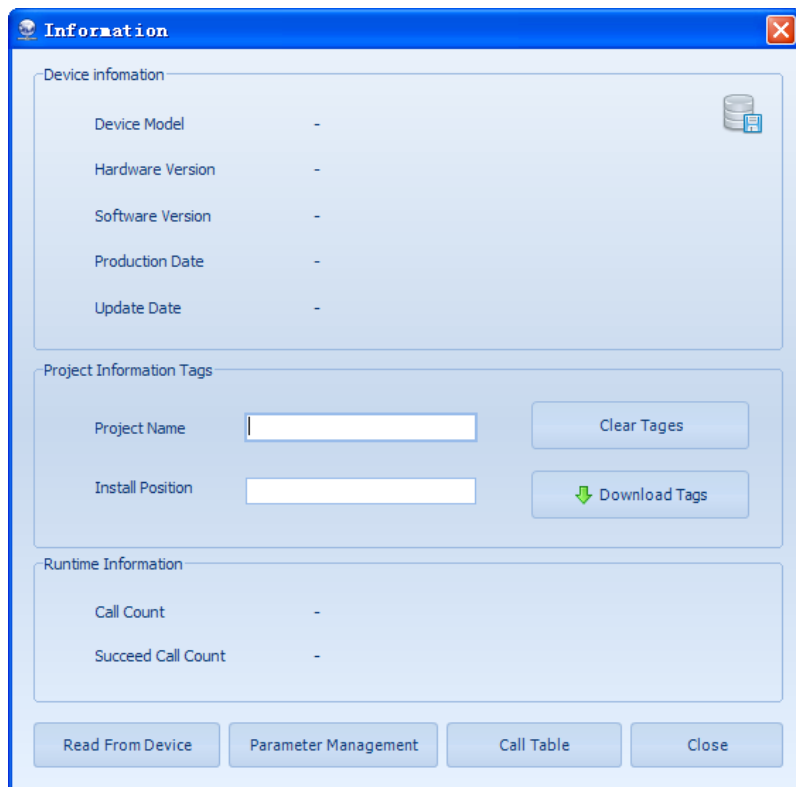 Information
Device infomation
Device Model -
Hardware Version -
Software Version -
Production Date -
Update Date -
Project Information Tags
Project Name
Clear Tages
Install Position
Download Tags
Runtime Information
Call Count -
Succeed Call Count -
Read From Device Parameter Management Call Table Close